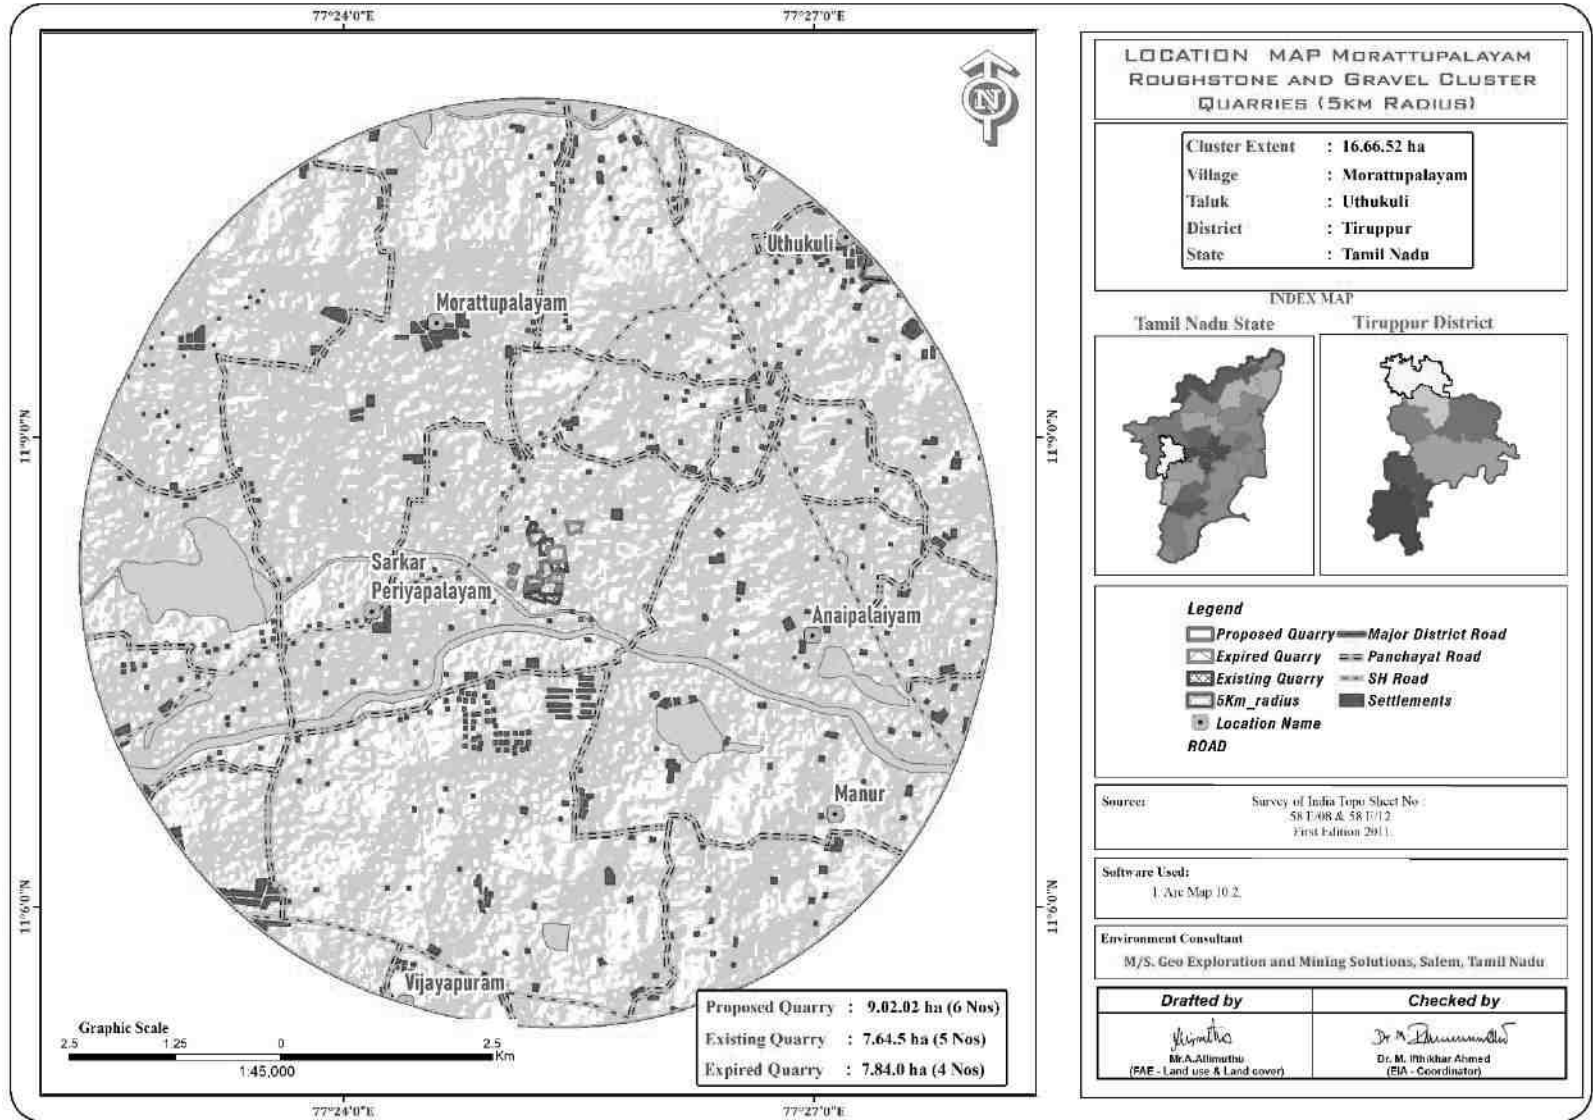 77°24'0"E
77°27'0"E
11°9'0"N
11°6'0"N
11°9'0"N
11°6'0"N
77°24'0"E
77°27'0"E
N
Uthukuli
Morattupalayam
Sarkar
Periyapalayam
Anaipalaiyam
Manur
Vijayapuram
Graphic Scale
2.5 1.25 0 2.5
Km
1:45,000
Proposed Quarry : 9.02.02 ha (6 Nos)
Existing Quarry : 7.64.5 ha (5 Nos)
Expired Quarry : 7.84.0 ha (4 Nos)
LOCATION MAP MORATTUPALAYAM
ROUGHSTONE AND GRAVEL CLUSTER
QUARRIES (5KM RADIUS)
Cluster Extent : 16.66.52 ha
Village : Morattupalayam
Taluk : Uthukuli
District : Tiruppur
State : Tamil Nadu
INDEX MAP
Tamil Nadu State
Tiruppur District
Legend
Proposed Quarry
Expired Quarry
Existing Quarry
5Km_radius
Location Name
ROAD
Major District Road
Panchayat Road
SH Road
Settlements
Source:
Survey of India Topo Sheet No :
58 E/08 & 58 E/12
First Edition 2011.
Software Used:
1. Arc Map 10.2.
Environment Consultant
M/S. Geo Exploration and Mining Solutions, Salem, Tamil Nadu
Drafted by
Mr.A.Allimuthu
(FAE - Land use & Land cover)
Checked by
Dr. M. Ifthikhar Ahmed
(EIA - Coordinator)